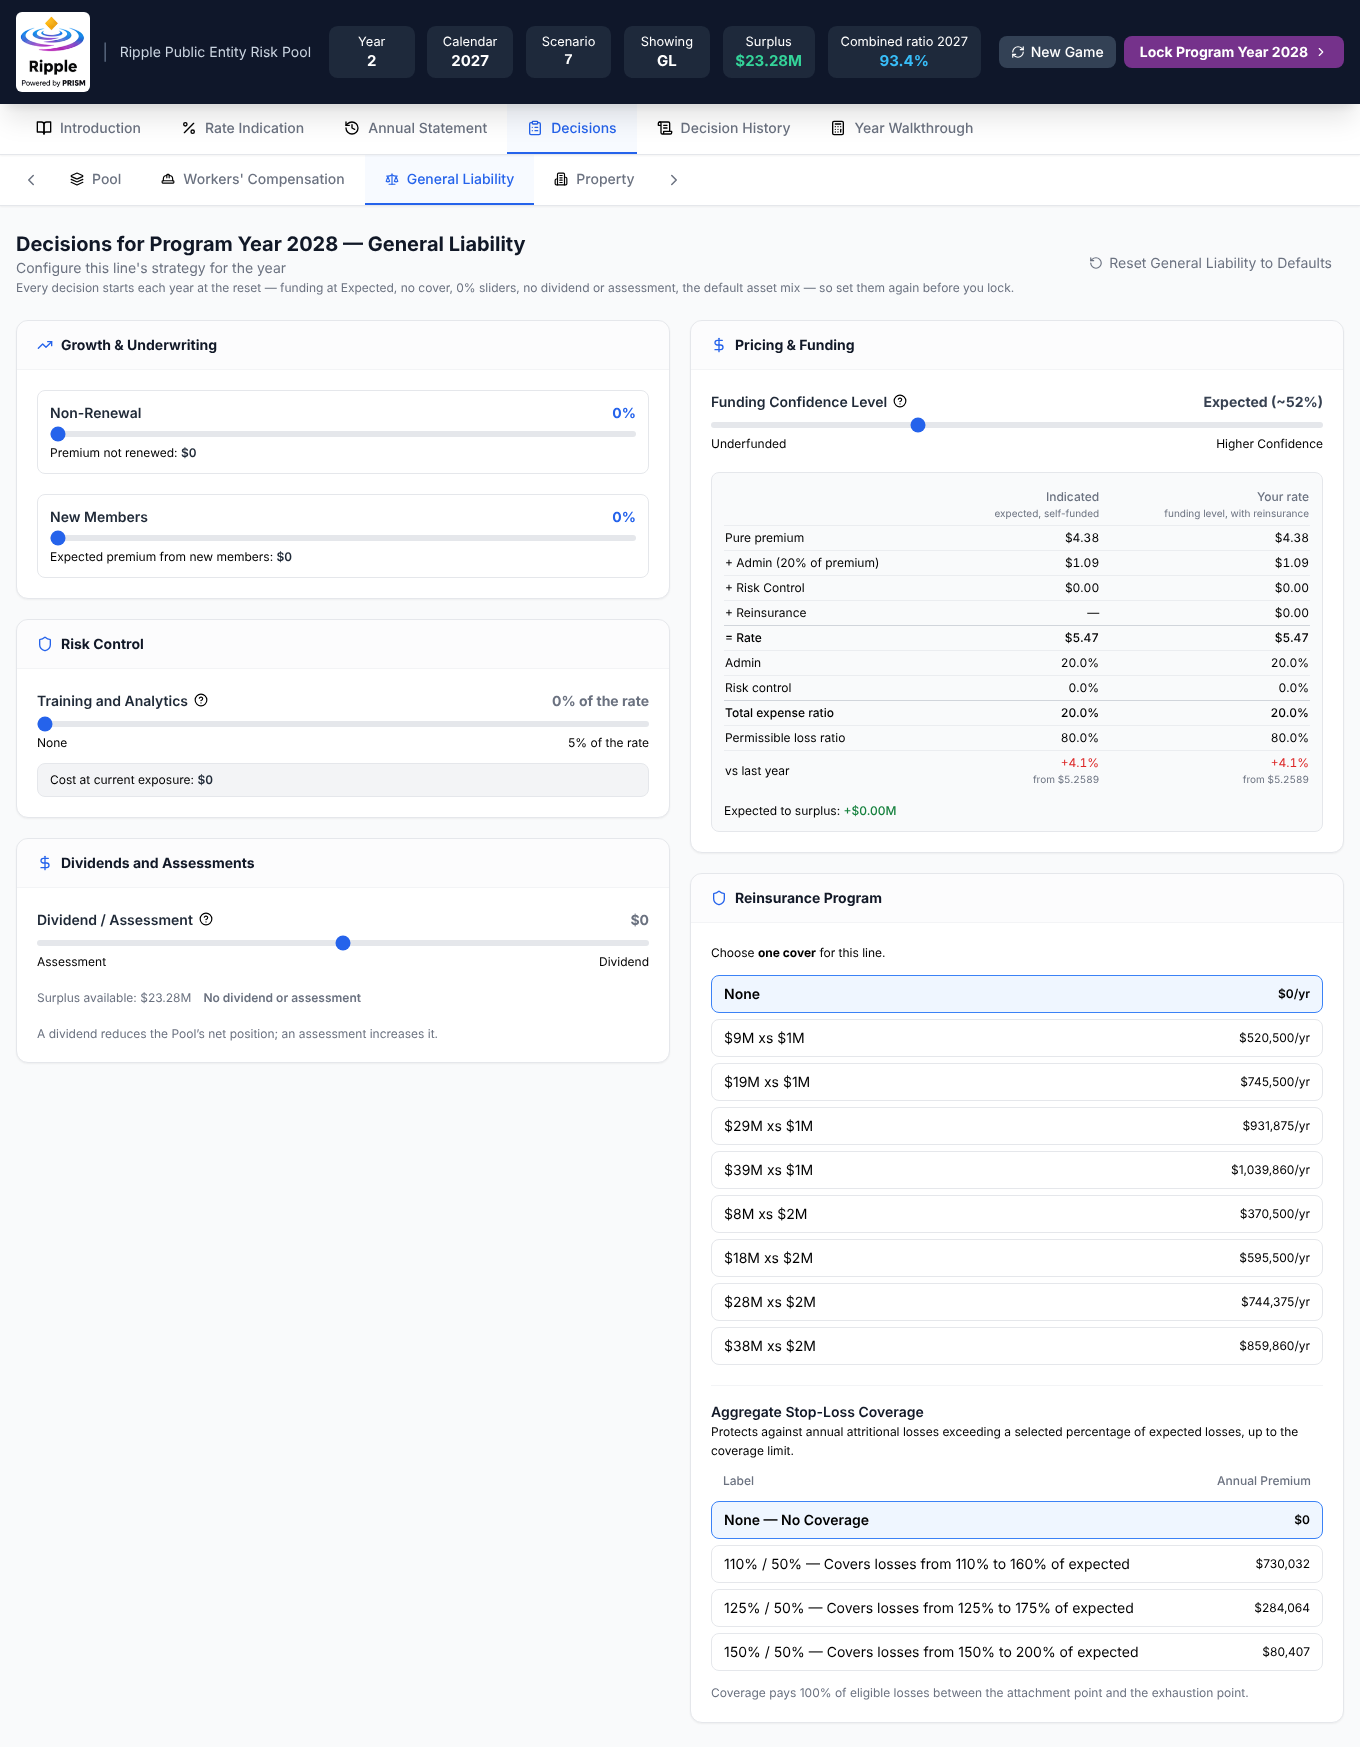 Ripple
Powered by PRISM
Ripple Public Entity Risk Pool
Year
2
Calendar
2027
Scenario
7
Showing
GL
Surplus
$23.28M
Combined ratio 2027
93.4%
New Game
Lock Program Year 2028
Introduction
Rate Indication
Annual Statement
Decisions
Decision History
Year Walkthrough
Pool
Workers' Compensation
General Liability
Property
Decisions for Program Year 2028 — General Liability
Configure this line's strategy for the year
Every decision starts each year at the reset — funding at Expected, no cover, 0% sliders, no dividend or assessment, the default asset mix — so set them again before you lock.
Reset General Liability to Defaults
Growth & Underwriting
Non-Renewal 0%
Premium not renewed: $0
New Members 0%
Expected premium from new members: $0
Risk Control
Training and Analytics 0% of the rate
None 5% of the rate
Cost at current exposure: $0
Dividends and Assessments
Dividend / Assessment $0
Assessment Dividend
Surplus available: $23.28M No dividend or assessment
A dividend reduces the Pool's net position; an assessment increases it.
Pricing & Funding
Funding Confidence Level Expected (~52%)
Underfunded Higher Confidence
Indicated Your rate
expected, self-funded funding level, with reinsurance
Pure premium $4.38 $4.38
+ Admin (20% of premium) $1.09 $1.09
+ Risk Control $0.00 $0.00
+ Reinsurance — $0.00
= Rate $5.47 $5.47
Admin 20.0% 20.0%
Risk control 0.0% 0.0%
Total expense ratio 20.0% 20.0%
Permissible loss ratio 80.0% 80.0%
vs last year +4.1% +4.1%
from $5.2589 from $5.2589
Expected to surplus: +$0.00M
Reinsurance Program
Choose one cover for this line.
None $0/yr
$9M xs $1M $520,500/yr
$19M xs $1M $745,500/yr
$29M xs $1M $931,875/yr
$39M xs $1M $1,039,860/yr
$8M xs $2M $370,500/yr
$18M xs $2M $595,500/yr
$28M xs $2M $744,375/yr
$38M xs $2M $859,860/yr
Aggregate Stop-Loss Coverage
Protects against annual attritional losses exceeding a selected percentage of expected losses, up to the
coverage limit.
Label Annual Premium
None — No Coverage $0
110% / 50% — Covers losses from 110% to 160% of expected $730,032
125% / 50% — Covers losses from 125% to 175% of expected $284,064
150% / 50% — Covers losses from 150% to 200% of expected $80,407
Coverage pays 100% of eligible losses between the attachment point and the exhaustion point.